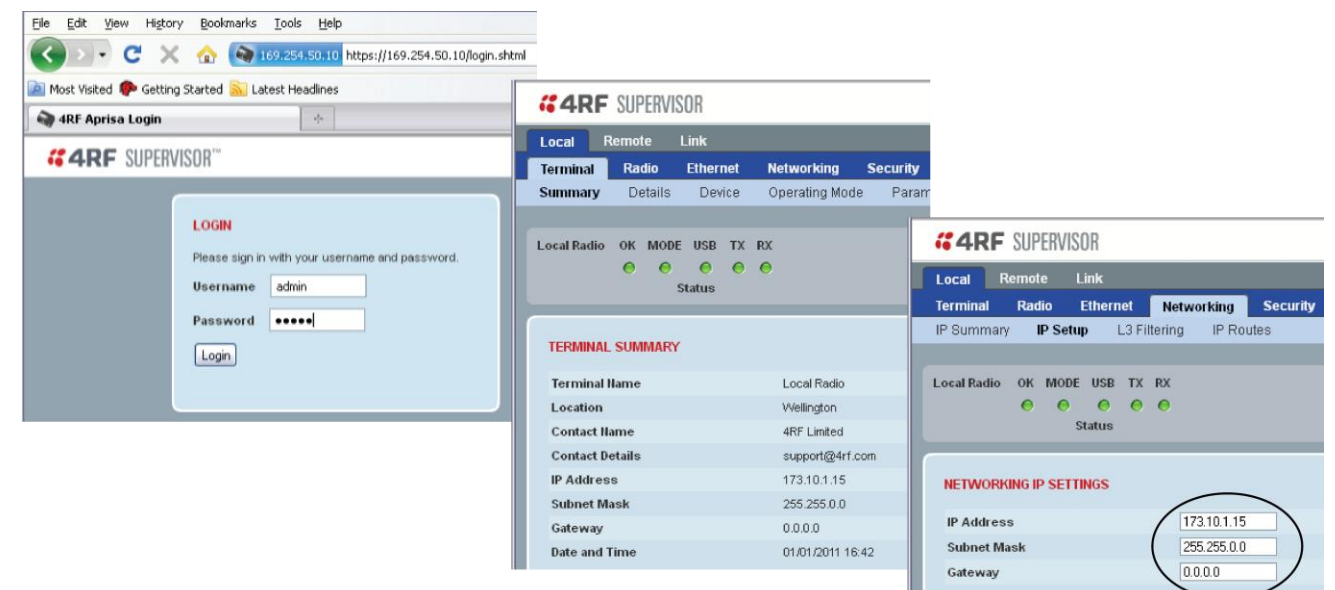 File Edit View History Bookmarks Tools Help
169.254.50.10 https://169.254.50.10/login.shtml
Most Visited Getting Started Latest Headlines
4RF Aprisa Login
4RF SUPERVISOR™
LOGIN
Please sign in with your username and password.
Username admin
Password •••••
Login
4RF SUPERVISOR
Local Remote Link
Terminal Radio Ethernet Networking Security
Summary Details Device Operating Mode Param
Local Radio OK MODE USB TX RX
Status
TERMINAL SUMMARY
Terminal Name Local Radio
Location Wellington
Contact Name 4RF Limited
Contact Details support@4rf.com
IP Address 173.10.1.15
Subnet Mask 255.255.0.0
Gateway 0.0.0.0
Date and Time 01/01/2011 16:42
4RF SUPERVISOR
Local Remote Link
Terminal Radio Ethernet Networking Security
IP Summary IP Setup L3 Filtering IP Routes
Local Radio OK MODE USB TX RX
Status
NETWORKING IP SETTINGS
IP Address 173.10.1.15
Subnet Mask 255.255.0.0
Gateway 0.0.0.0